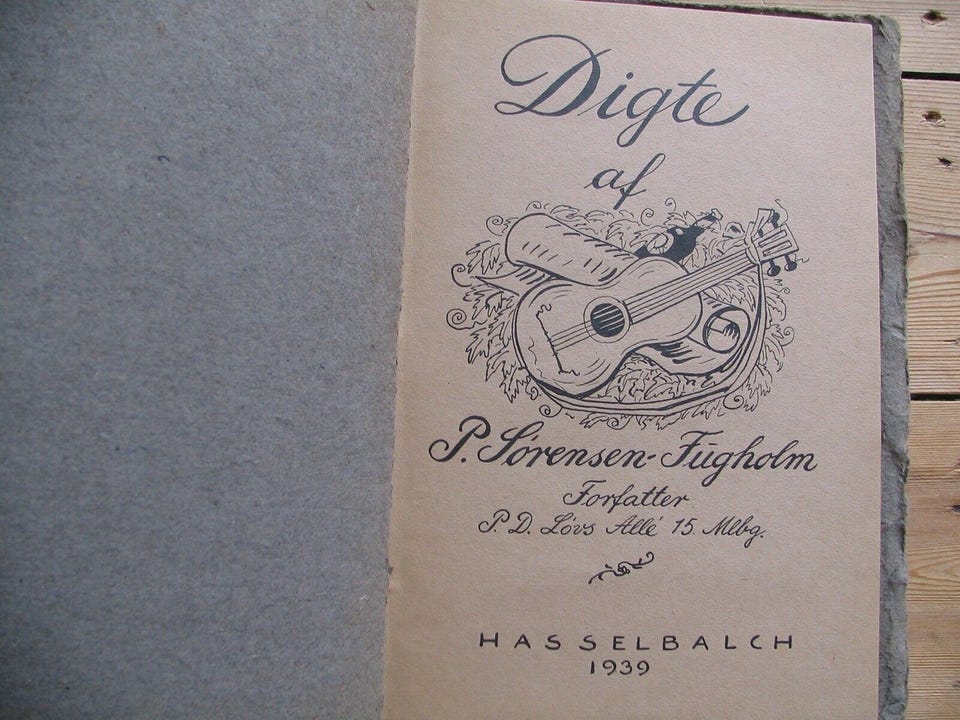 Digte
af
P. Sørensen-Fugholm
Forfatter
P. D. Løvs Allé 15. Mlbg.
HASSELBALCH
1939